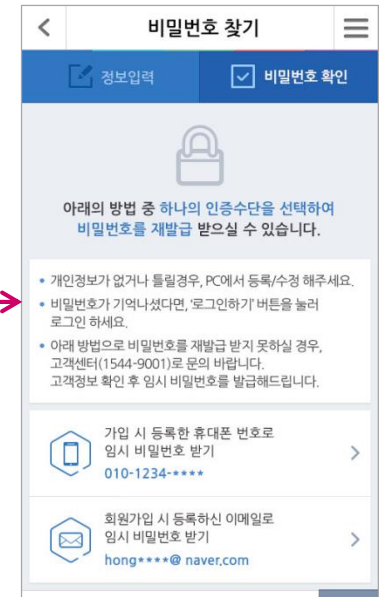 비밀번호 찾기
정보입력
비밀번호 확인
아래의 방법 중 하나의 인증수단을 선택하여
비밀번호를 재발급 받으실 수 있습니다.
• 개인정보가 없거나 틀릴경우, PC에서 등록/수정 해주세요.
• 비밀번호가 기억나셨다면, '로그인하기' 버튼을 눌러
로그인 하세요.
• 아래 방법으로 비밀번호를 재발급 받지 못하실 경우,
고객센터(1544-9001)로 문의 바랍니다.
고객정보 확인 후 임시 비밀번호를 발급해드립니다.
가입 시 등록한 휴대폰 번호로
임시 비밀번호 받기
010-1234-****
회원가입 시 등록하신 이메일로
임시 비밀번호 받기
hong****@ naver.com